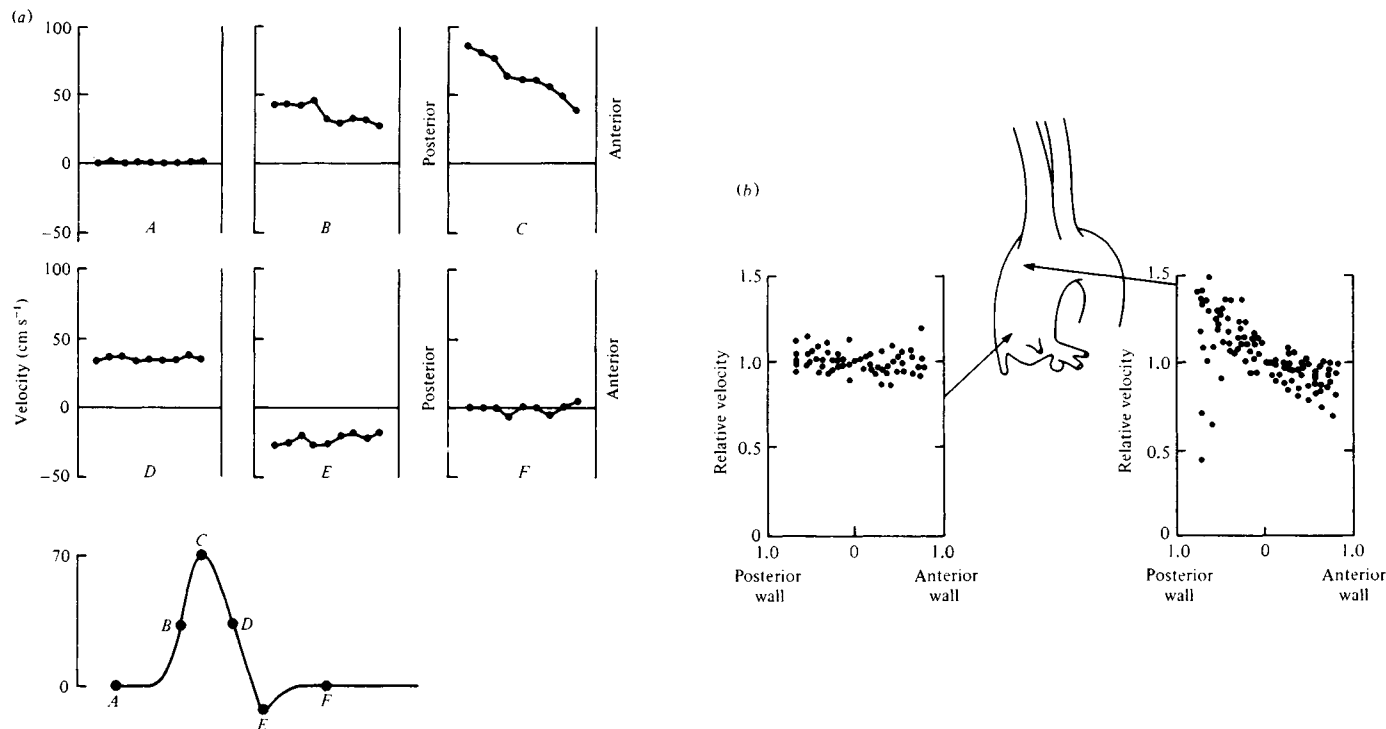 (a)
100
50
0
−50
A
B
C
Posterior
Anterior
Velocity (cm s⁻¹)
100
50
0
−50
D
E
F
Posterior
Anterior
70
0
A
B
C
D
E
F
(b)
Relative velocity
1.5
1.0
0.5
0
1.0
0
1.0
Posterior
wall
Anterior
wall
Relative velocity
1.5
1.0
0.5
0
1.0
0
1.0
Posterior
wall
Anterior
wall